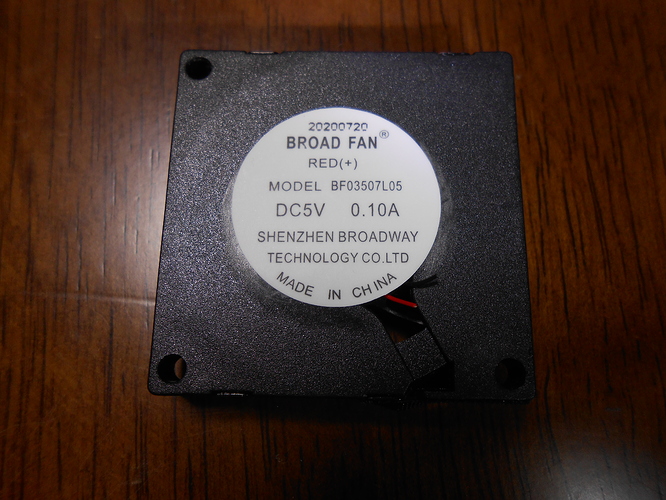 20200720
BROAD FAN®
RED(+)
MODEL BF03507L05
DC5V 0.10A
SHENZHEN BROADWAY
TECHNOLOGY CO.LTD
MADE IN CHINA